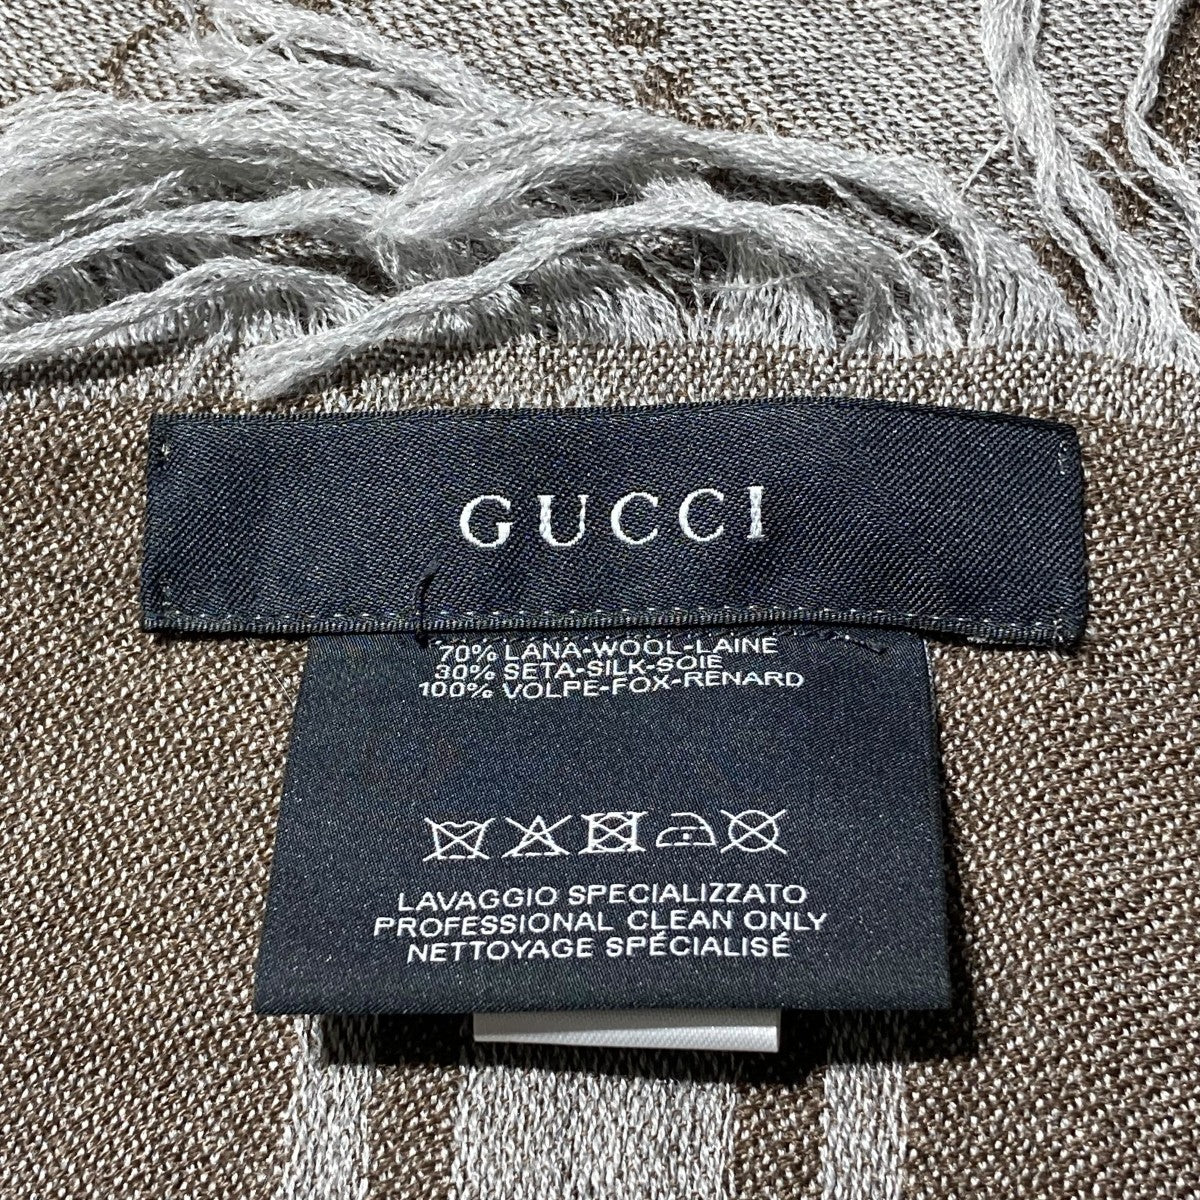 GUCCI
70% LANA-WOOL-LAINE
30% SETA-SILK-SOIE
100% VOLPE-FOX-RENARD
LAVAGGIO SPECIALIZZATO
PROFESSIONAL CLEAN ONLY
NETTOYAGE SPÉCIALISÉ